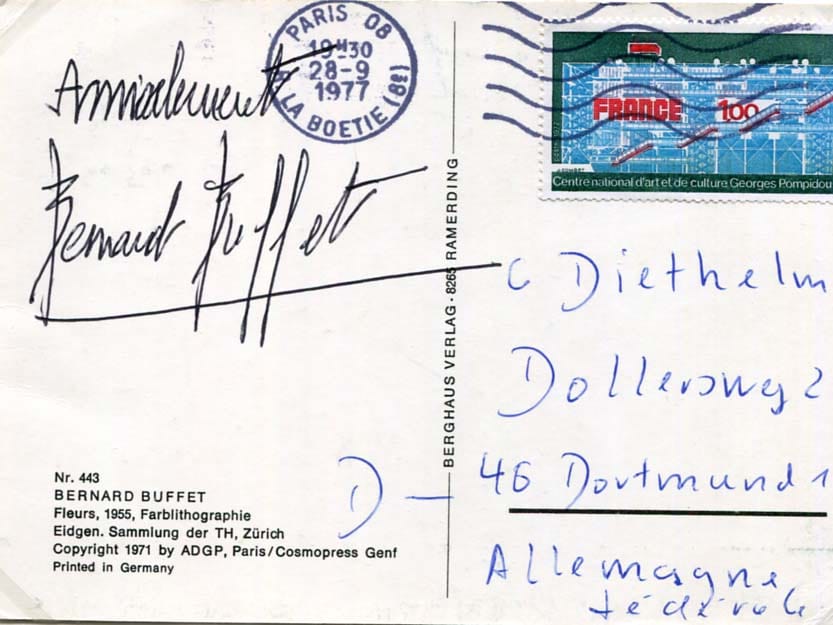 Amicalement
Bernard Buffet
PARIS 08
19H30
28-9
1977
LA BOETIE (8e)
FRANCE 1.00
Centre national d'art et de culture Georges Pompidou
BERGHAUS VERLAG · 8265 RAMERDING
C Diethelm
Dollersweg 2
D - 46 Dortmund 1
Allemagne
fédérale
Nr. 443
BERNARD BUFFET
Fleurs, 1955, Farblithographie
Eidgen. Sammlung der TH, Zürich
Copyright 1971 by ADGP, Paris/Cosmopress Genf
Printed in Germany